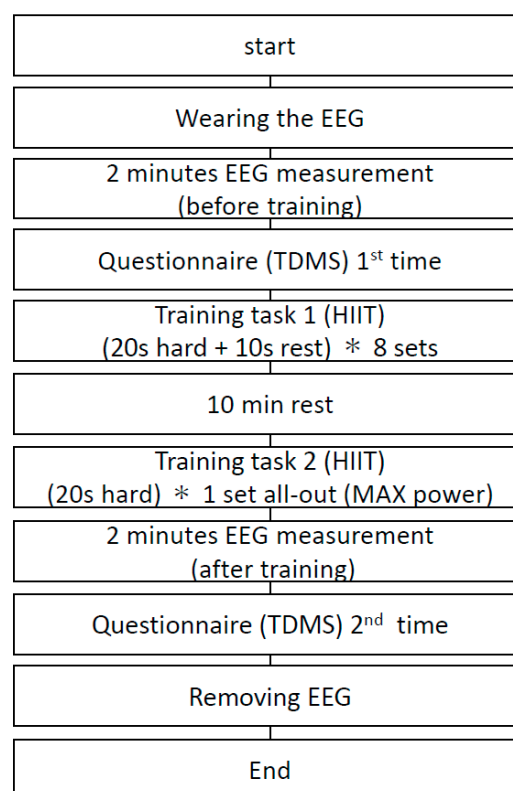 start
Wearing the EEG
2 minutes EEG measurement
(before training)
Questionnaire (TDMS) 1st time
Training task 1 (HIIT)
(20s hard + 10s rest) * 8 sets
10 min rest
Training task 2 (HIIT)
(20s hard) * 1 set all-out (MAX power)
2 minutes EEG measurement
(after training)
Questionnaire (TDMS) 2nd time
Removing EEG
End